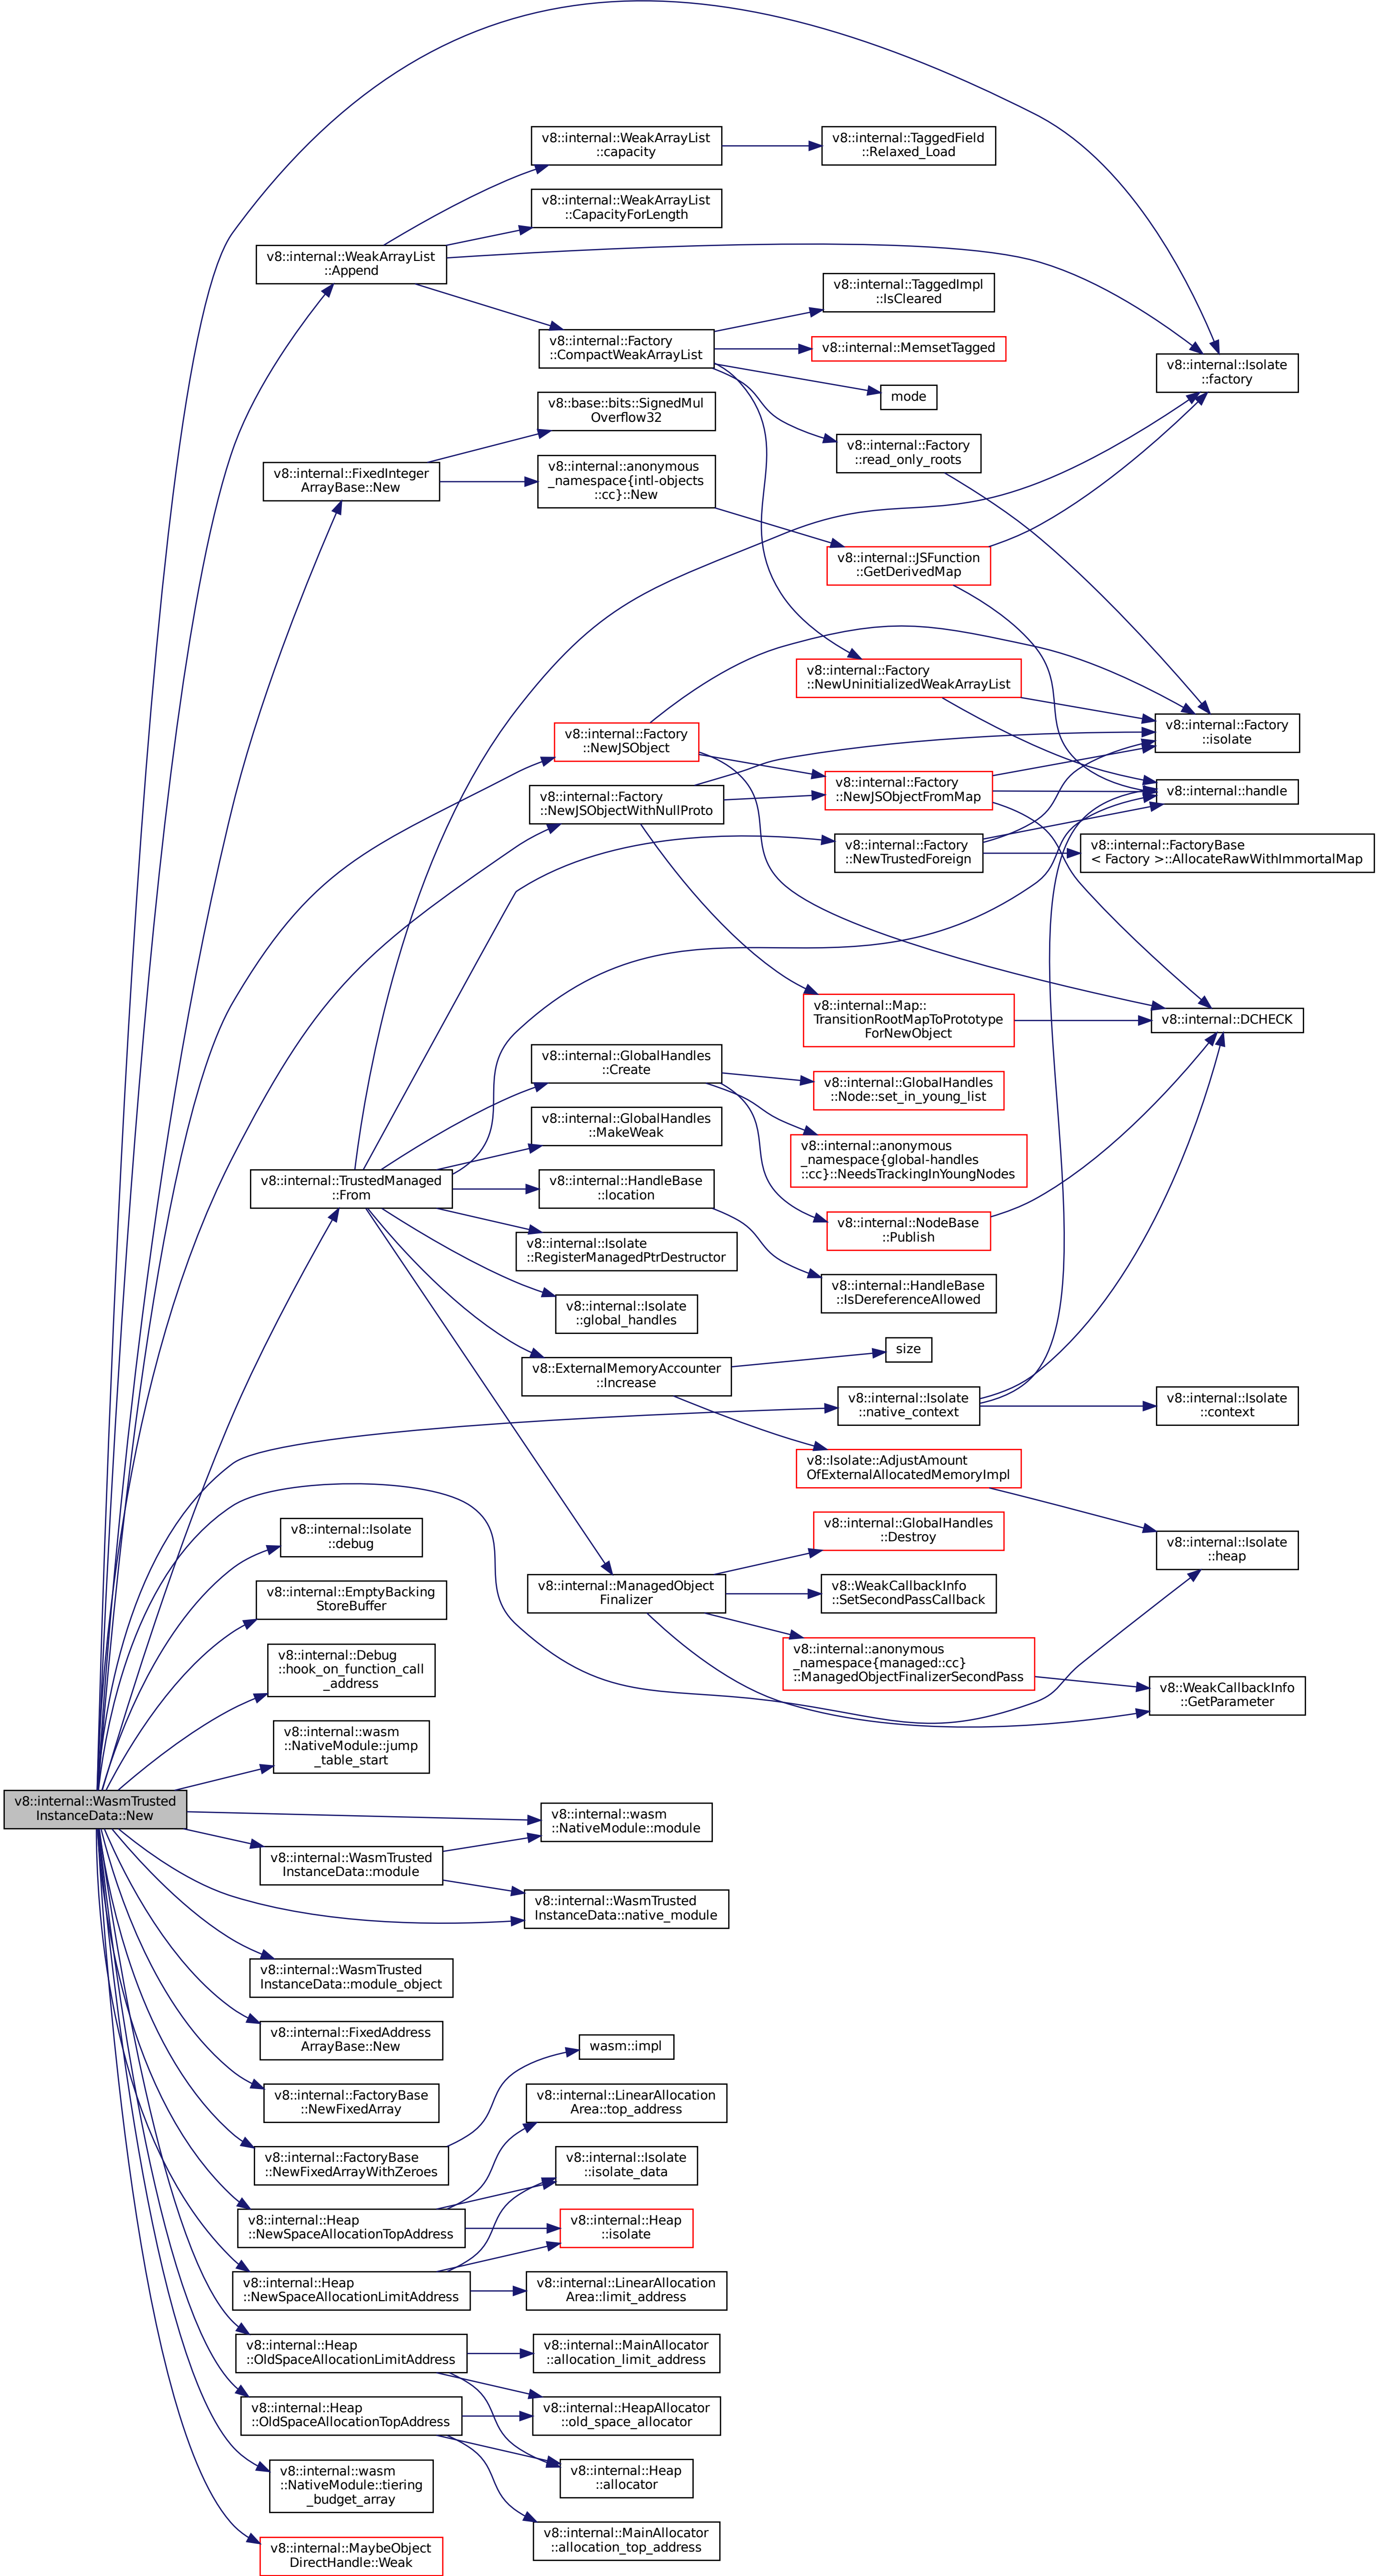 v8::internal::WeakArrayList
::capacity
v8::internal::TaggedField
::Relaxed_Load
v8::internal::WeakArrayList
::CapacityForLength
v8::internal::WeakArrayList
::Append
v8::internal::TaggedImpl
::IsCleared
v8::internal::Factory
::CompactWeakArrayList
v8::internal::MemsetTagged
v8::internal::Isolate
::factory
mode
v8::base::bits::SignedMul
Overflow32
v8::internal::Factory
::read_only_roots
v8::internal::FixedInteger
ArrayBase::New
v8::internal::anonymous
_namespace{intl-objects
::cc}::New
v8::internal::JSFunction
::GetDerivedMap
v8::internal::Factory
::NewUninitializedWeakArrayList
v8::internal::Factory
::NewJSObject
v8::internal::Factory
::isolate
v8::internal::Factory
::NewJSObjectWithNullProto
v8::internal::Factory
::NewJSObjectFromMap
v8::internal::handle
v8::internal::Factory
::NewTrustedForeign
v8::internal::FactoryBase
< Factory >::AllocateRawWithImmortalMap
v8::internal::Map::
TransitionRootMapToPrototype
ForNewObject
v8::internal::DCHECK
v8::internal::GlobalHandles
::Create
v8::internal::GlobalHandles
::Node::set_in_young_list
v8::internal::GlobalHandles
::MakeWeak
v8::internal::anonymous
_namespace{global-handles
::cc}::NeedsTrackingInYoungNodes
v8::internal::TrustedManaged
::From
v8::internal::HandleBase
::location
v8::internal::NodeBase
::Publish
v8::internal::Isolate
::RegisterManagedPtrDestructor
v8::internal::HandleBase
::IsDereferenceAllowed
v8::internal::Isolate
::global_handles
size
v8::ExternalMemoryAccounter
::Increase
v8::internal::Isolate
::native_context
v8::internal::Isolate
::context
v8::Isolate::AdjustAmount
OfExternalAllocatedMemoryImpl
v8::internal::Isolate
::debug
v8::internal::GlobalHandles
::Destroy
v8::internal::Isolate
::heap
v8::internal::EmptyBacking
StoreBuffer
v8::internal::ManagedObject
Finalizer
v8::WeakCallbackInfo
::SetSecondPassCallback
v8::internal::Debug
::hook_on_function_call
_address
v8::internal::anonymous
_namespace{managed::cc}
::ManagedObjectFinalizerSecondPass
v8::WeakCallbackInfo
::GetParameter
v8::internal::wasm
::NativeModule::jump
_table_start
v8::internal::WasmTrusted
InstanceData::New
v8::internal::wasm
::NativeModule::module
v8::internal::WasmTrusted
InstanceData::module
v8::internal::WasmTrusted
InstanceData::native_module
v8::internal::WasmTrusted
InstanceData::module_object
v8::internal::FixedAddress
ArrayBase::New
wasm::impl
v8::internal::FactoryBase
::NewFixedArray
v8::internal::LinearAllocation
Area::top_address
v8::internal::FactoryBase
::NewFixedArrayWithZeroes
v8::internal::Isolate
::isolate_data
v8::internal::Heap
::NewSpaceAllocationTopAddress
v8::internal::Heap
::isolate
v8::internal::Heap
::NewSpaceAllocationLimitAddress
v8::internal::LinearAllocation
Area::limit_address
v8::internal::Heap
::OldSpaceAllocationLimitAddress
v8::internal::MainAllocator
::allocation_limit_address
v8::internal::Heap
::OldSpaceAllocationTopAddress
v8::internal::HeapAllocator
::old_space_allocator
v8::internal::wasm
::NativeModule::tiering
_budget_array
v8::internal::Heap
::allocator
v8::internal::MaybeObject
DirectHandle::Weak
v8::internal::MainAllocator
::allocation_top_address